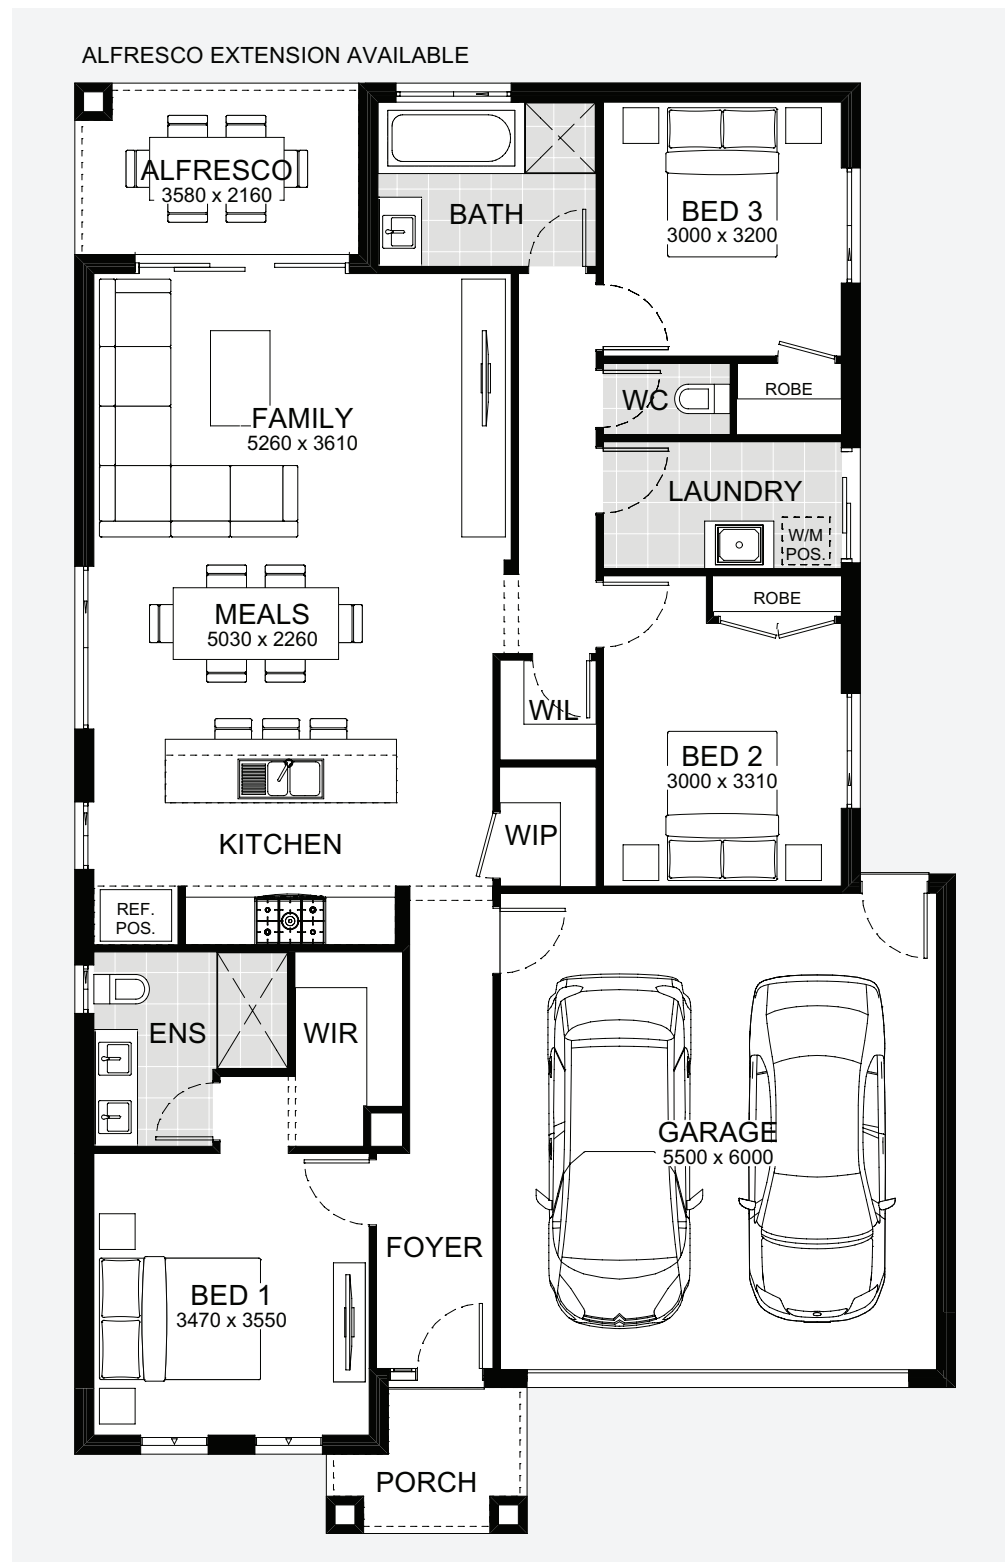 ALFRESCO EXTENSION AVAILABLE
ALFRESCO
3580 x 2160
BATH
BED 3
3000 x 3200
ROBE
WC
FAMILY
5260 x 3610
LAUNDRY
W/M
POS.
ROBE
MEALS
5030 x 2260
WIL
BED 2
3000 x 3310
WIP
KITCHEN
REF.
POS.
ENS
WIR
GARAGE
5500 x 6000
FOYER
BED 1
3470 x 3550
PORCH